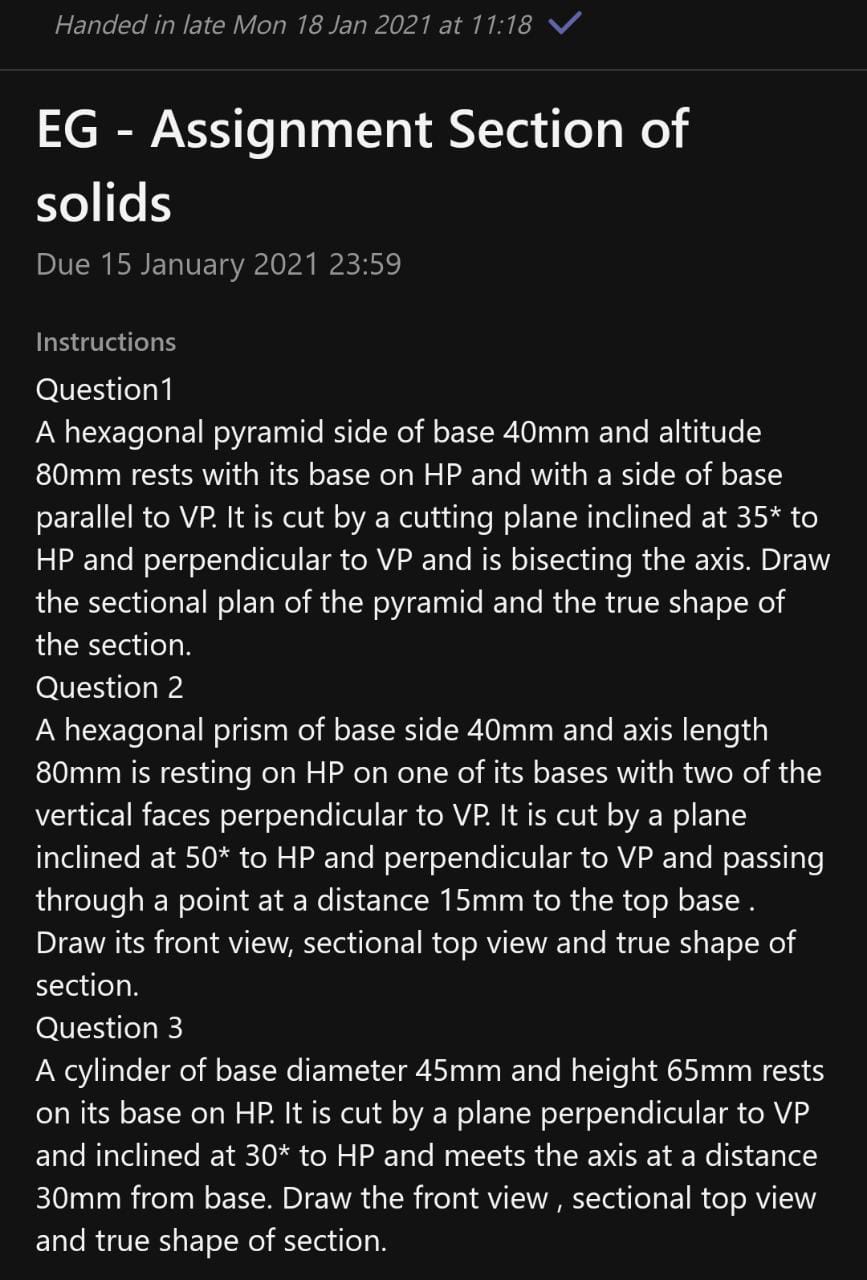 Handed in late Mon 18 Jan 2021 at 11:18
EG - Assignment Section of
solids
Due 15 January 2021 23:59
Instructions
Question1
A hexagonal pyramid side of base 40mm and altitude
80mm rests with its base on HP and with a side of base
parallel to VP. It is cut by a cutting plane inclined at 35* to
HP and perpendicular to VP and is bisecting the axis. Draw
the sectional plan of the pyramid and the true shape of
the section.
Question 2
A hexagonal prism of base side 40mm and axis length
80mm is resting on HP on one of its bases with two of the
vertical faces perpendicular to VP. It is cut by a plane
inclined at 50* to HP and perpendicular to VP and passing
through a point at a distance 15mm to the top base .
Draw its front view, sectional top view and true shape of
section.
Question 3
A cylinder of base diameter 45mm and height 65mm rests
on its base on HP. It is cut by a plane perpendicular to VP
and inclined at 30* to HP and meets the axis at a distance
30mm from base. Draw the front view , sectional top view
and true shape of section.